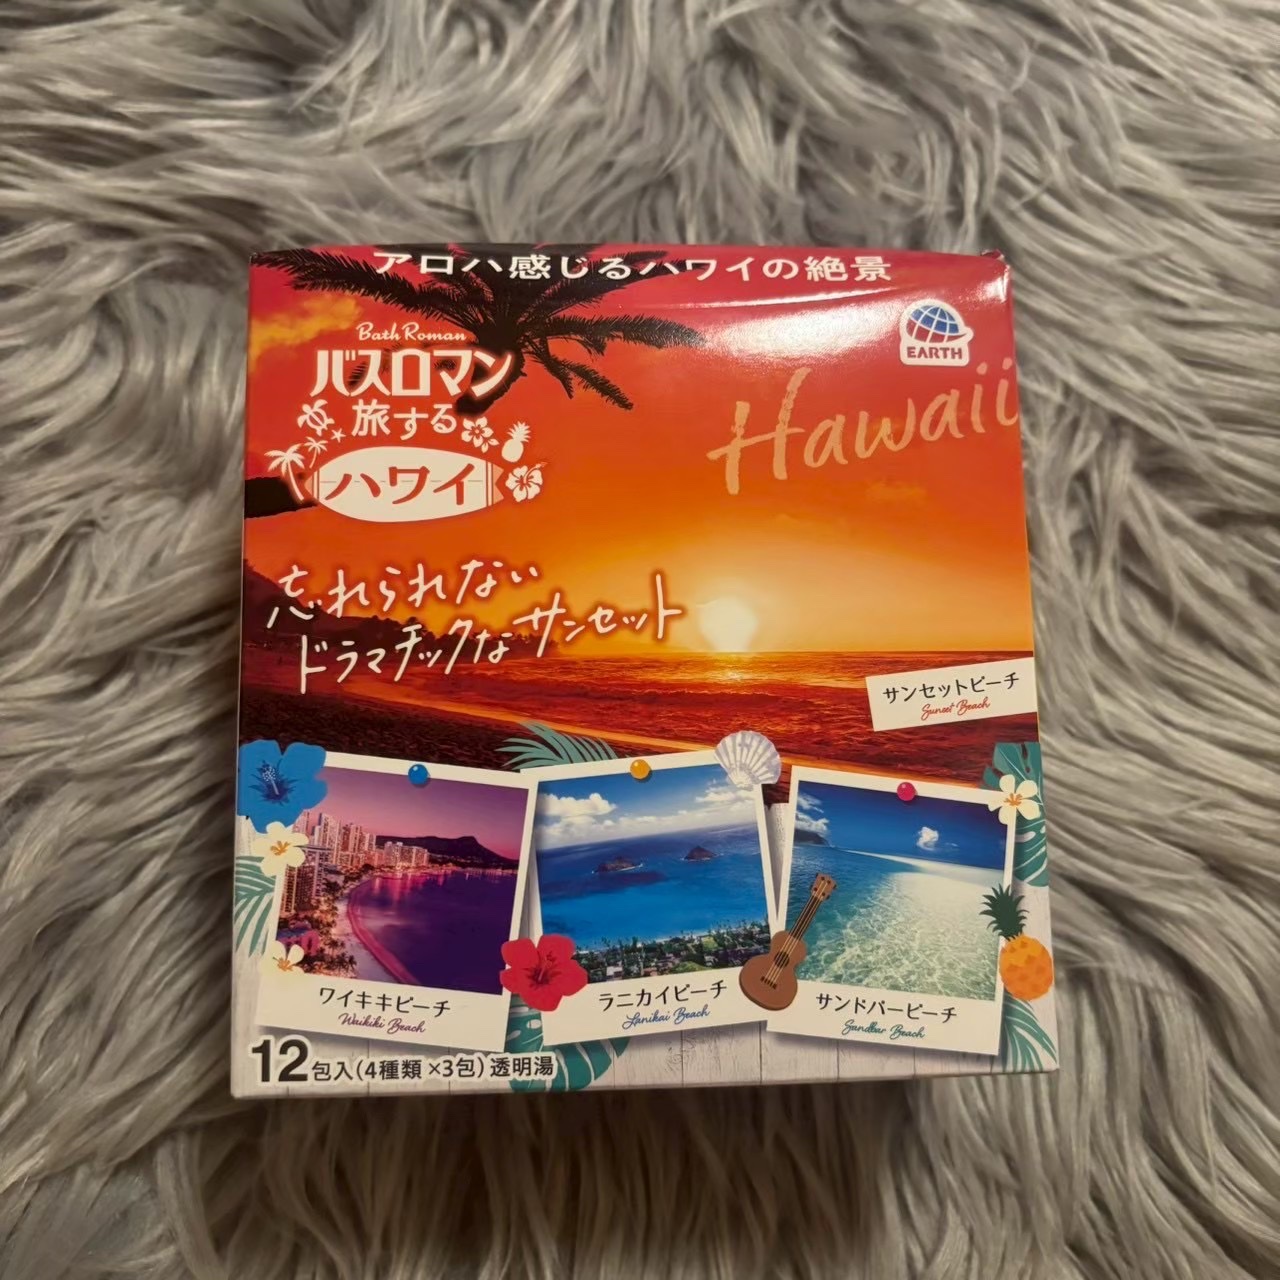 アロハ感じるハワイの絶景
EARTH
Bath Roman
バスロマン
旅する
ハワイ
Hawaii
忘れられない
ドラマチックなサンセット
サンセットビーチ
Sunset Beach
ワイキキビーチ
Waikiki Beach
ラニカイビーチ
Lanikai Beach
サンドバービーチ
Sandbar Beach
12包入(4種類×3包)透明湯